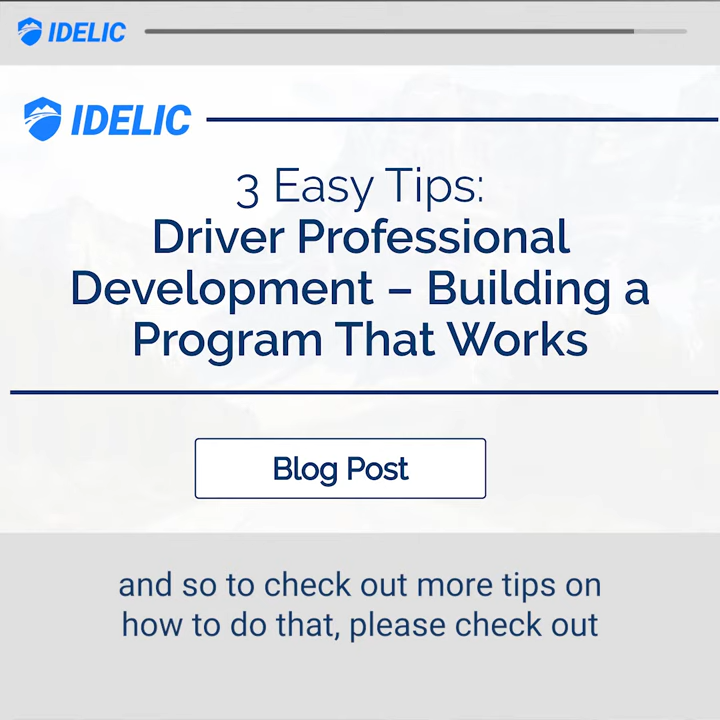 IDELIC
IDELIC
3 Easy Tips:
Driver Professional
Development – Building a
Program That Works
Blog Post
and so to check out more tips on
how to do that, please check out